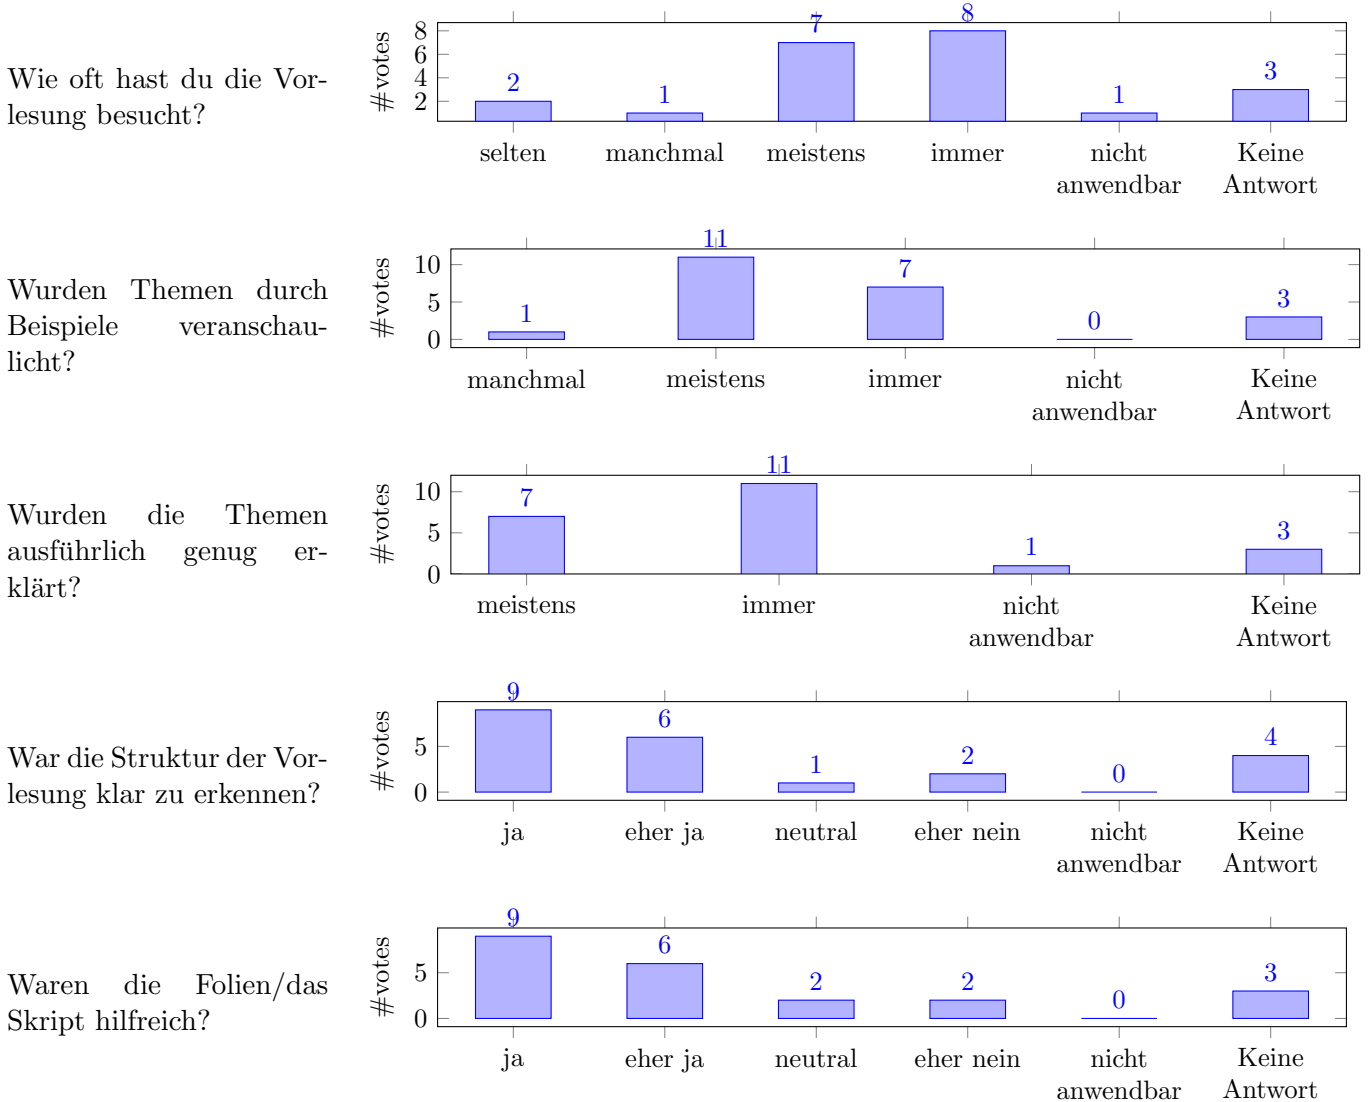 Wie oft hast du die Vor-
lesung besucht?
#votes
8
6
4
2
2
1
7
8
1
3
selten manchmal meistens immer nicht Keine
anwendbar Antwort
Wurden Themen durch
Beispiele veranschau-
licht?
#votes
10
5
0
1
11
7
0
3
manchmal meistens immer nicht Keine
anwendbar Antwort
Wurden die Themen
ausführlich genug er-
klärt?
#votes
10
5
0
7
11
1
3
meistens immer nicht Keine
anwendbar Antwort
War die Struktur der Vor-
lesung klar zu erkennen?
#votes
5
0
9
6
1
2
0
4
ja eher ja neutral eher nein nicht Keine
anwendbar Antwort
Waren die Folien/das
Skript hilfreich?
#votes
5
0
9
6
2
2
0
3
ja eher ja neutral eher nein nicht Keine
anwendbar Antwort